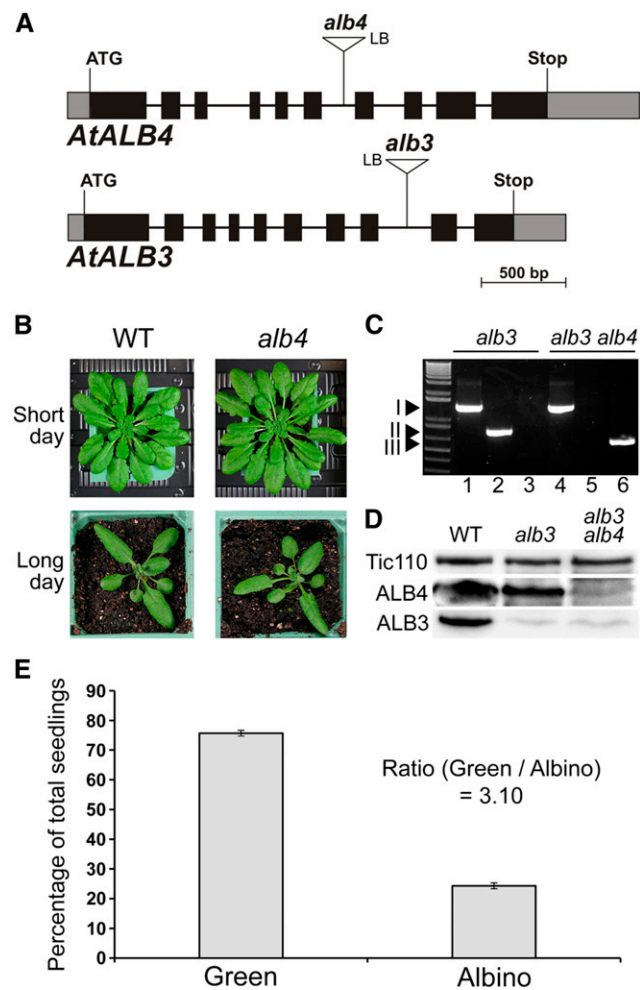 A
alb4
LB
ATG
Stop
AtALB4
alb3
LB
ATG
Stop
AtALB3
500 bp
B
WT
alb4
Short
day
Long
day
C
alb3
alb3 alb4
I
II
III
1 2 3 4 5 6
D
WT
alb3
alb3
alb4
Tic110
ALB4
ALB3
E
Percentage of total seedlings
90
80
70
60
50
40
30
20
10
0
Ratio (Green / Albino)
= 3.10
Green
Albino